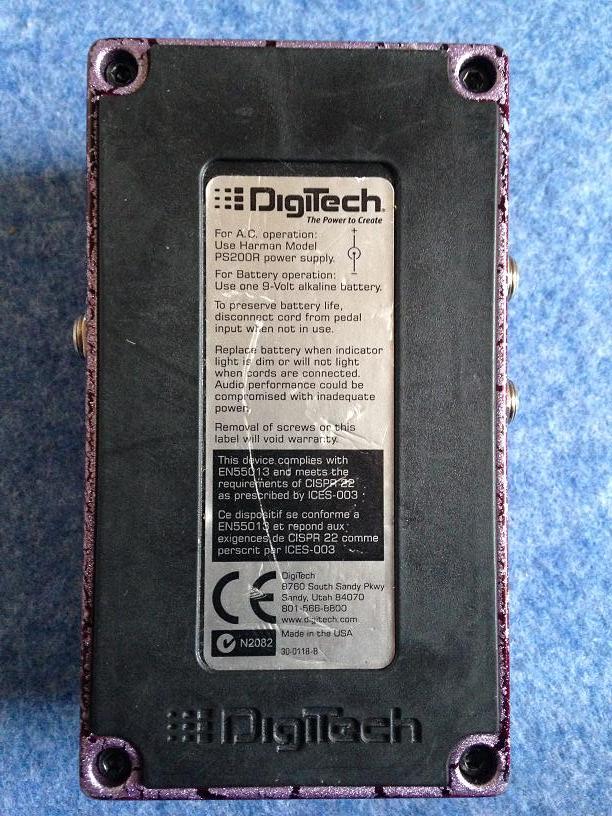 DigiTech®
The Power to Create
For A.C. operation:
Use Harman Model
PS200R power supply.
+
-
For Battery operation:
Use one 9-Volt alkaline battery.
To preserve battery life,
disconnect cord from pedal
input when not in use.
Replace battery when indicator
light is dim or will not light
when cords are connected.
Audio performance could be
compromised with inadequate
power.
Removal of screws or this
label will void warranty.
This device complies with
EN55013 and meets the
requirements of CISPR 22
as prescribed by ICES-003
Ce dispositif se conforme a
EN55013 et repond aux
exigences de CISPR 22 comme
perscrit par ICES-003
CE
DigiTech
8760 South Sandy Pkwy
Sandy, Utah 84070
801-566-8800
www.digitech.com
Made in the USA
N2082
30-0118-B
DigiTech